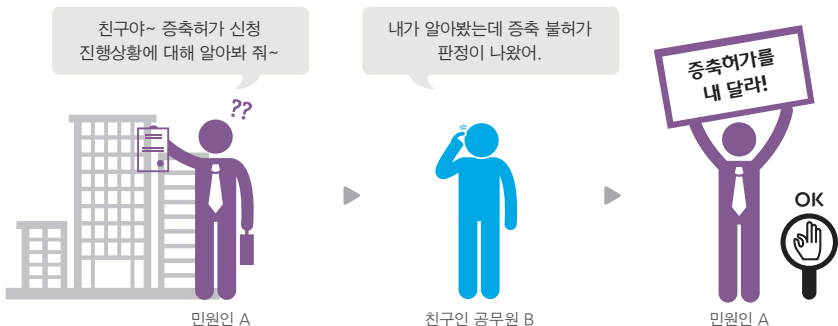 친구야~ 증축허가 신청
진행상황에 대해 알아봐 줘~
내가 알아봤는데 증축 불허가
판정이 나왔어.
증축허가를
내 달라!
??
OK
민원인 A
친구인 공무원 B
민원인 A